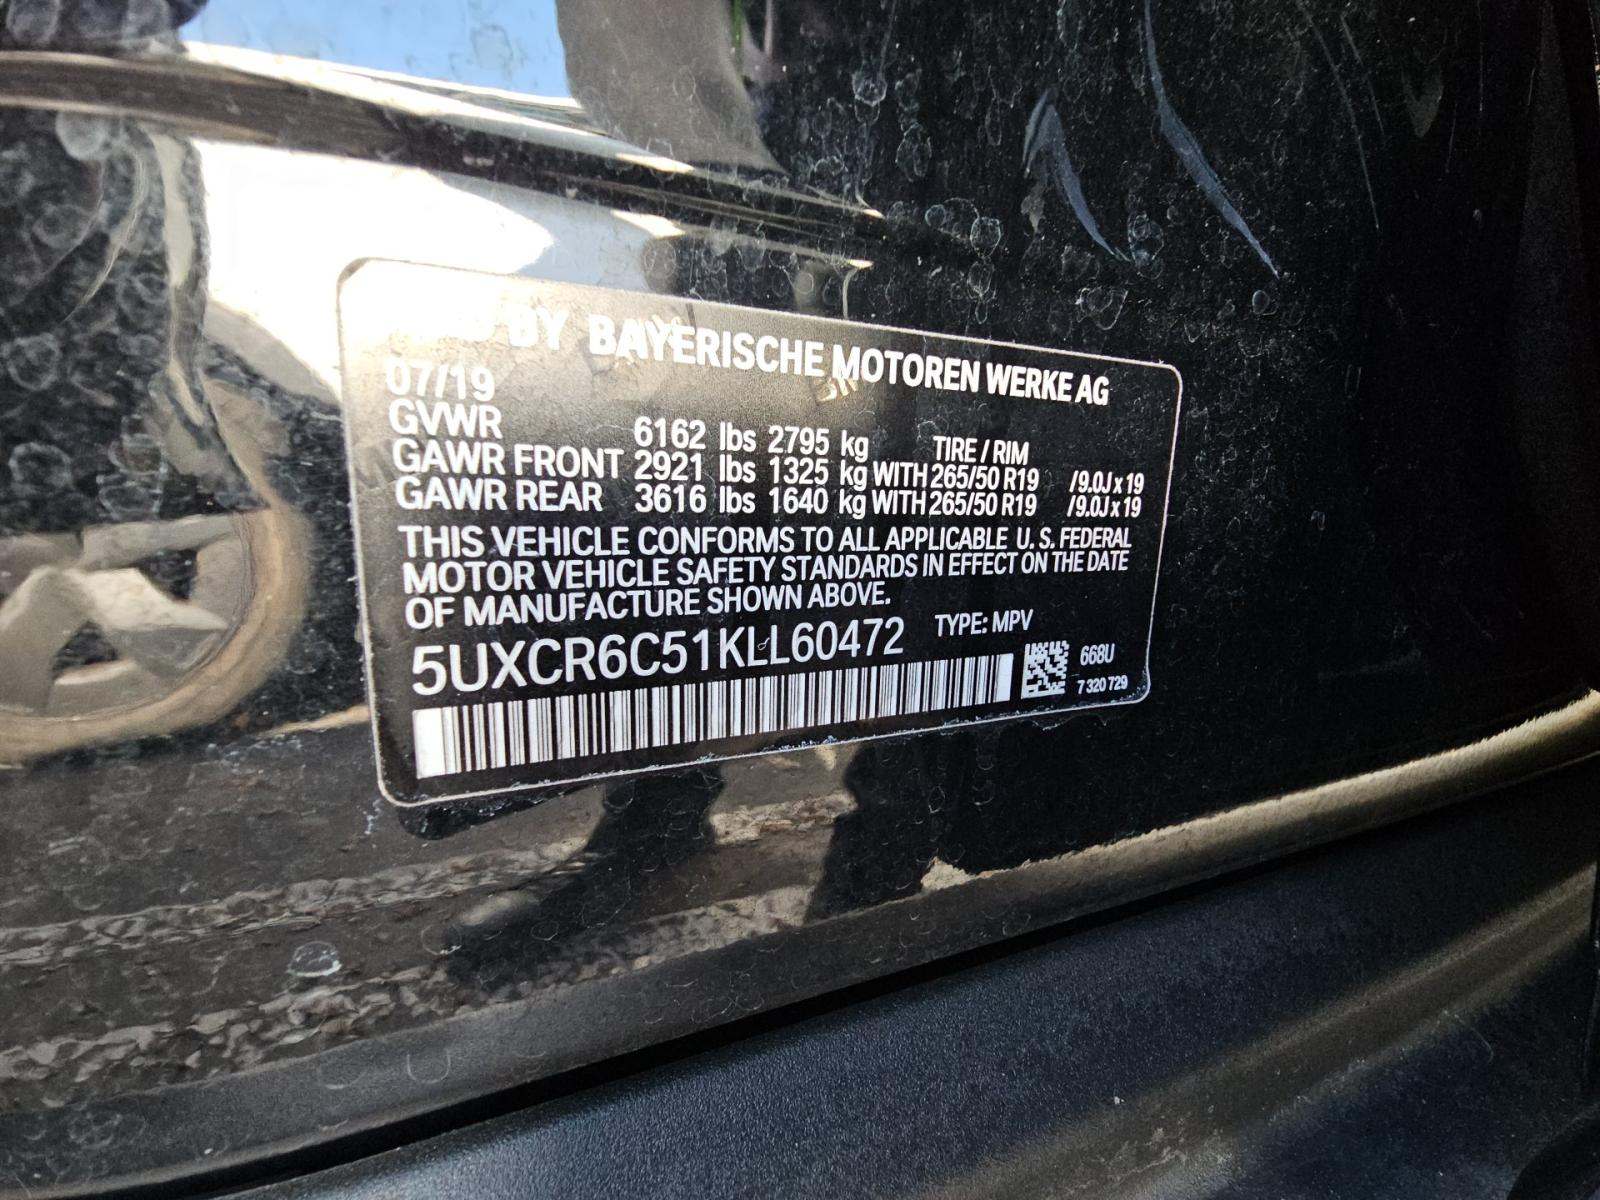 BY BAYERISCHE MOTOREN WERKE AG
07/19
GVWR 6162 lbs 2795 kg TIRE / RIM
GAWR FRONT 2921 lbs 1325 kg WITH 265/50 R19 /9.0J x 19
GAWR REAR 3616 lbs 1640 kg WITH 265/50 R19 /9.0J x 19
THIS VEHICLE CONFORMS TO ALL APPLICABLE U. S. FEDERAL
MOTOR VEHICLE SAFETY STANDARDS IN EFFECT ON THE DATE
OF MANUFACTURE SHOWN ABOVE.
5UXCR6C51KLL60472 TYPE: MPV
668U
7 320 729